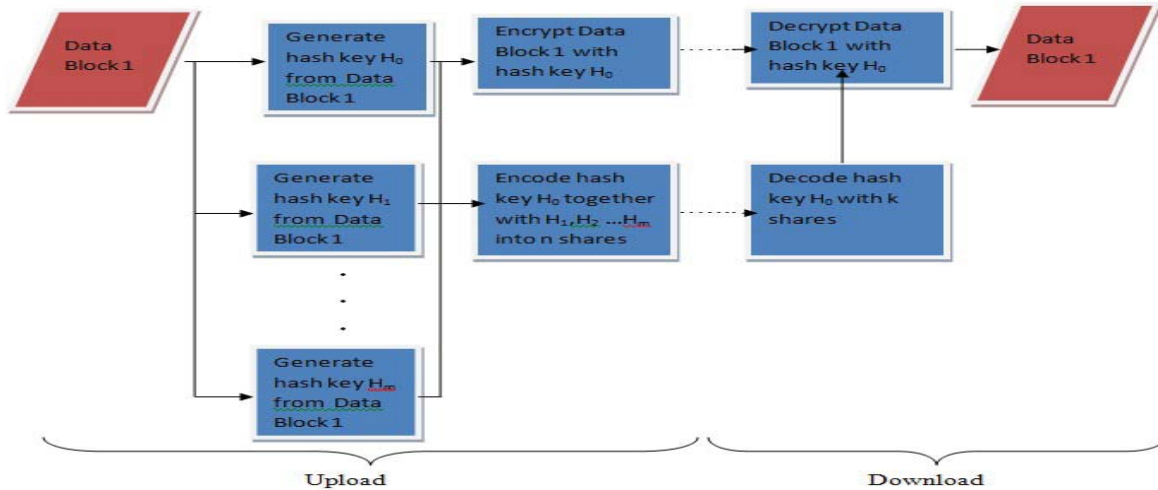 Data
Block 1
Generate
hash key H₀
from Data
Block 1
Encrypt Data
Block 1 with
hash key H₀
Decrypt Data
Block 1 with
hash key H₀
Data
Block 1
Generate
hash key H₁
from Data
Block 1
Encode hash
key H₀ together
with H₁,H₂ ...Hₘ
into n shares
Decode hash
key H₀ with k
shares
Generate
hash key Hₘ
from Data
Block 1
Upload
Download